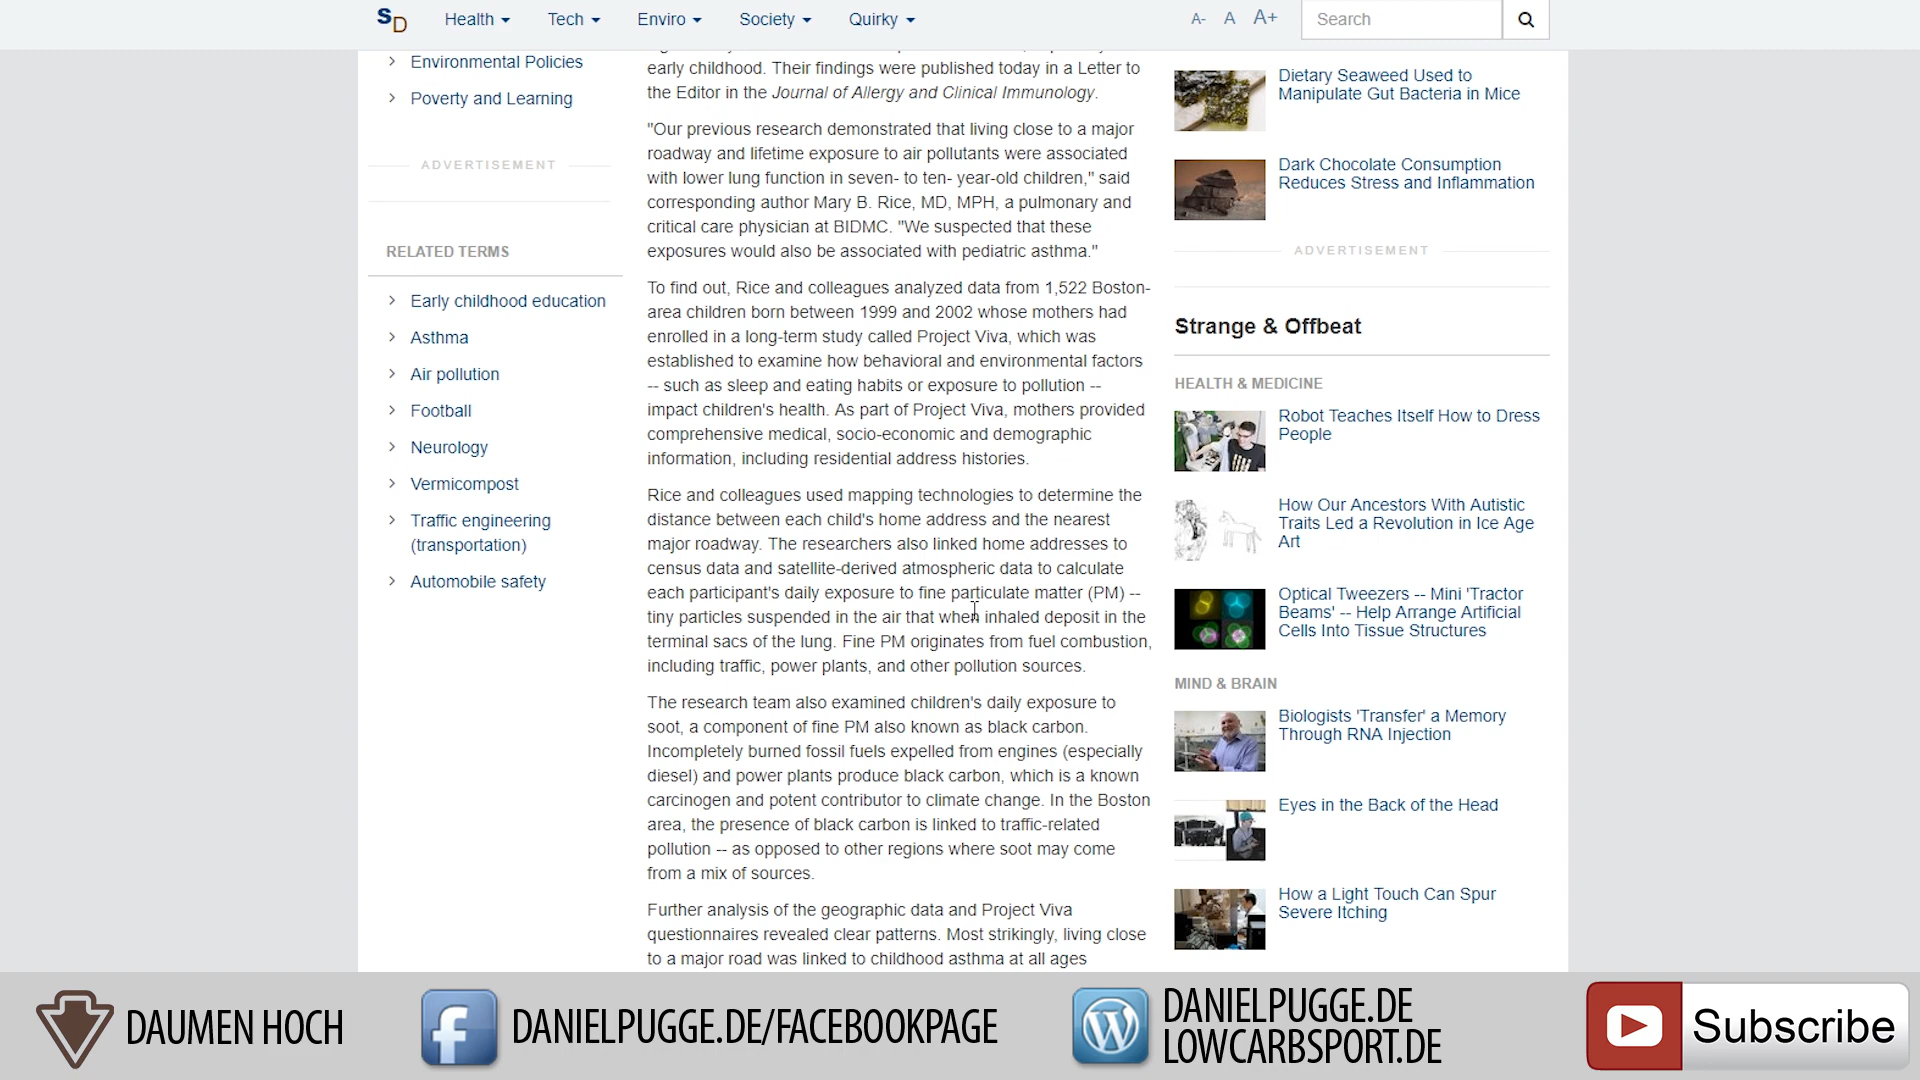 SD
Health
Tech
Enviro
Society
Quirky
A-
A
A+
Search
Environmental Policies
Poverty and Learning
ADVERTISEMENT
RELATED TERMS
Early childhood education
Asthma
Air pollution
Football
Neurology
Vermicompost
Traffic engineering
(transportation)
Automobile safety
early childhood. Their findings were published today in a Letter to
the Editor in the Journal of Allergy and Clinical Immunology.
"Our previous research demonstrated that living close to a major
roadway and lifetime exposure to air pollutants were associated
with lower lung function in seven- to ten- year-old children," said
corresponding author Mary B. Rice, MD, MPH, a pulmonary and
critical care physician at BIDMC. "We suspected that these
exposures would also be associated with pediatric asthma."
To find out, Rice and colleagues analyzed data from 1,522 Boston-
area children born between 1999 and 2002 whose mothers had
enrolled in a long-term study called Project Viva, which was
established to examine how behavioral and environmental factors
-- such as sleep and eating habits or exposure to pollution --
impact children's health. As part of Project Viva, mothers provided
comprehensive medical, socio-economic and demographic
information, including residential address histories.
Rice and colleagues used mapping technologies to determine the
distance between each child's home address and the nearest
major roadway. The researchers also linked home addresses to
census data and satellite-derived atmospheric data to calculate
each participant's daily exposure to fine particulate matter (PM) --
tiny particles suspended in the air that when inhaled deposit in the
terminal sacs of the lung. Fine PM originates from fuel combustion,
including traffic, power plants, and other pollution sources.
The research team also examined children's daily exposure to
soot, a component of fine PM also known as black carbon.
Incompletely burned fossil fuels expelled from engines (especially
diesel) and power plants produce black carbon, which is a known
carcinogen and potent contributor to climate change. In the Boston
area, the presence of black carbon is linked to traffic-related
pollution -- as opposed to other regions where soot may come
from a mix of sources.
Further analysis of the geographic data and Project Viva
questionnaires revealed clear patterns. Most strikingly, living close
to a major road was linked to childhood asthma at all ages
Dietary Seaweed Used to
Manipulate Gut Bacteria in Mice
Dark Chocolate Consumption
Reduces Stress and Inflammation
ADVERTISEMENT
Strange & Offbeat
HEALTH & MEDICINE
Robot Teaches Itself How to Dress
People
How Our Ancestors With Autistic
Traits Led a Revolution in Ice Age
Art
Optical Tweezers -- Mini 'Tractor
Beams' -- Help Arrange Artificial
Cells Into Tissue Structures
MIND & BRAIN
Biologists 'Transfer' a Memory
Through RNA Injection
Eyes in the Back of the Head
How a Light Touch Can Spur
Severe Itching
DAUMEN HOCH
DANIELPUGGE.DE/FACEBOOKPAGE
DANIELPUGGE.DE
LOWCARBSPORT.DE
Subscribe